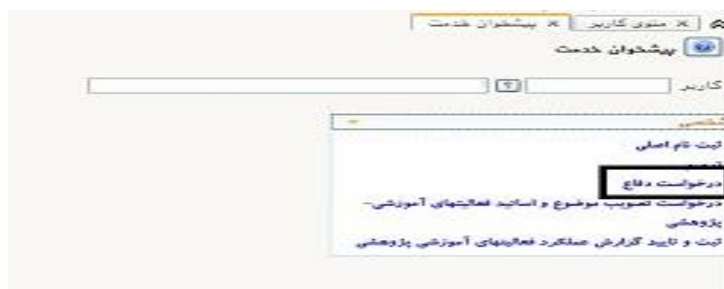 منوی کاربر × پیشخوان خدمت ×
پیشخوان خدمت
کاربر ?
شخصی
ثبت نام اصلی
درخواست دفاع
درخواست تصویب موضوع و اساتید فعالیتهای آموزشی-
پژوهشی
ثبت و تایید گزارش عملکرد فعالیتهای آموزشی پژوهشی